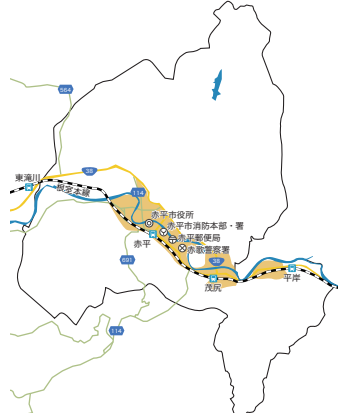 564
東滝川
38
根室本線
114
赤平市役所
赤平市消防本部・署
赤平郵便局
赤平
赤歌警察署
691
38
茂尻
平岸
114